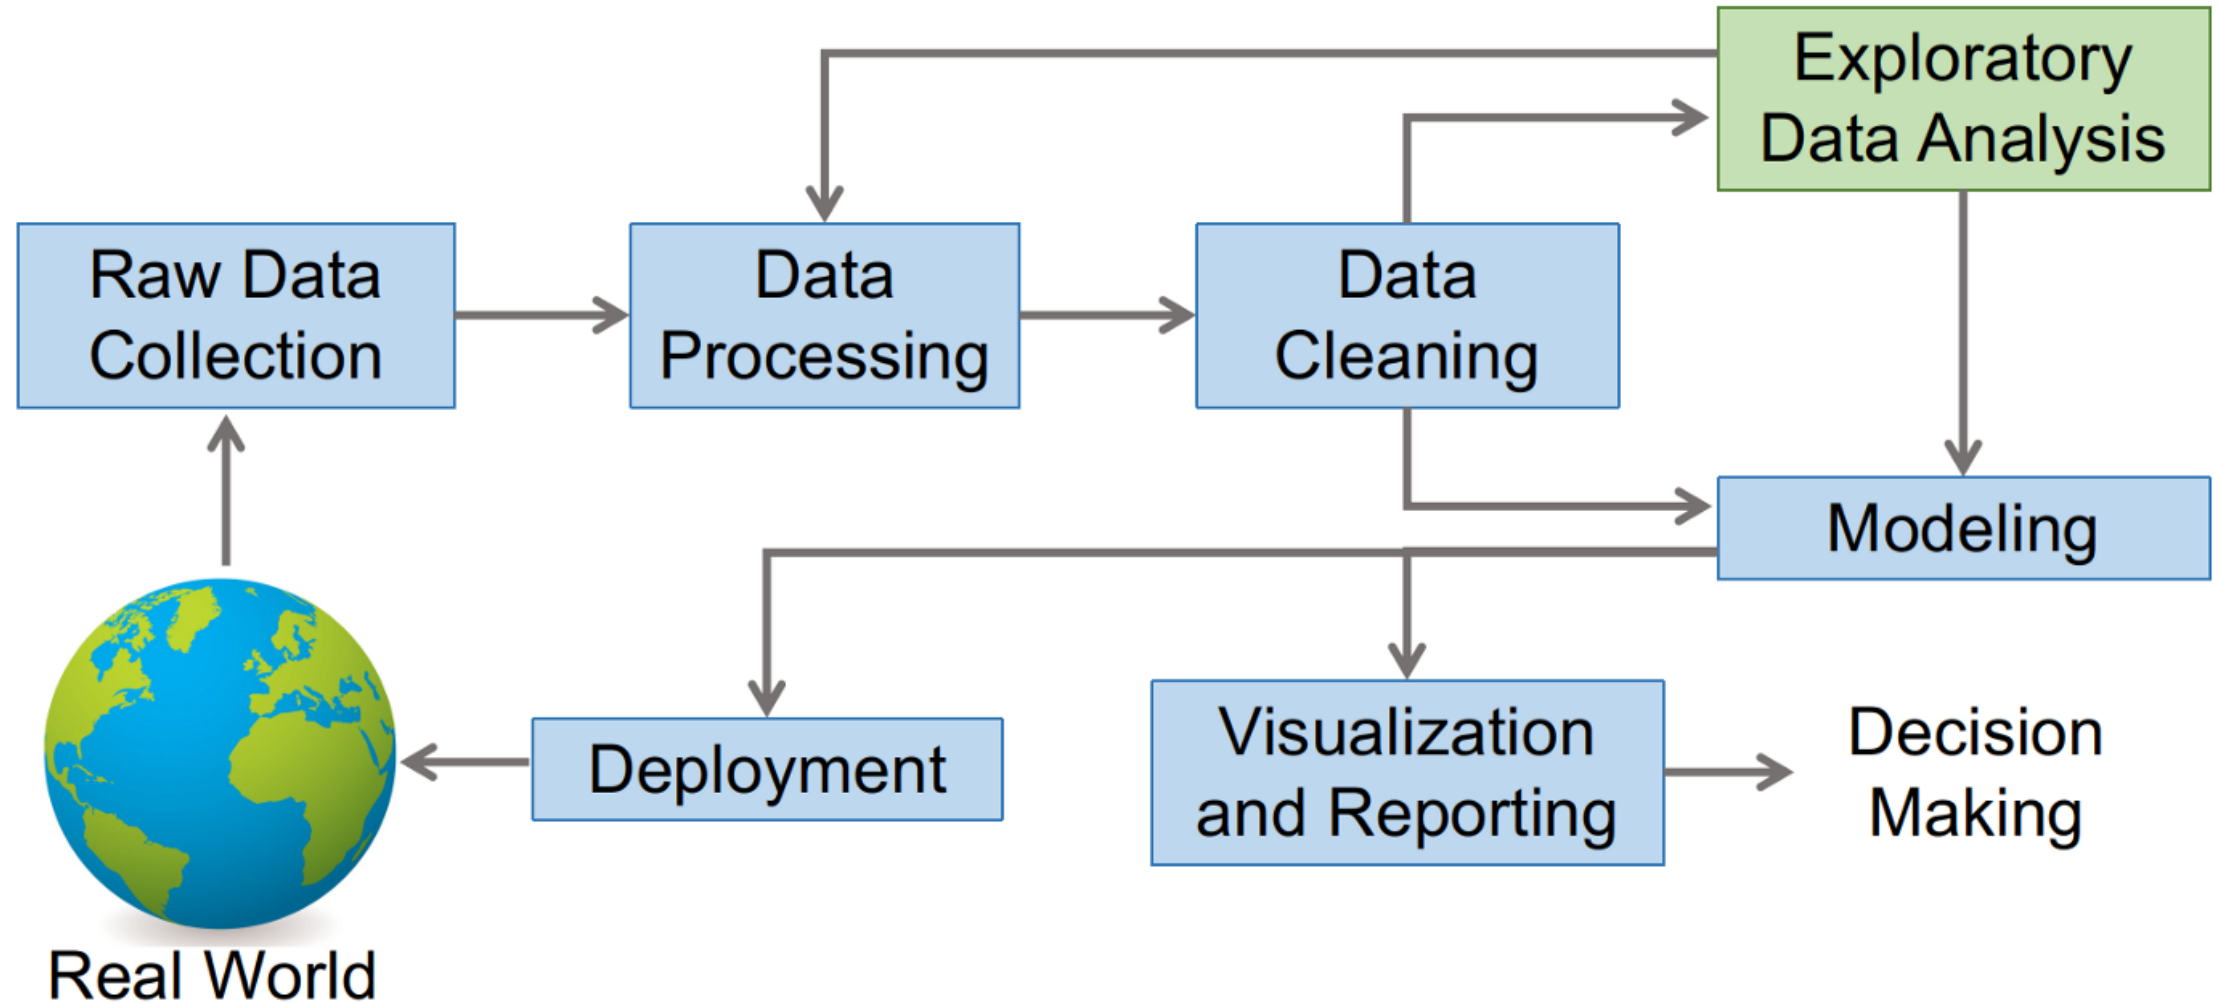 Exploratory
Data Analysis
Raw Data
Collection
Data
Processing
Data
Cleaning
Modeling
Deployment
Visualization
and Reporting
Decision
Making
Real World